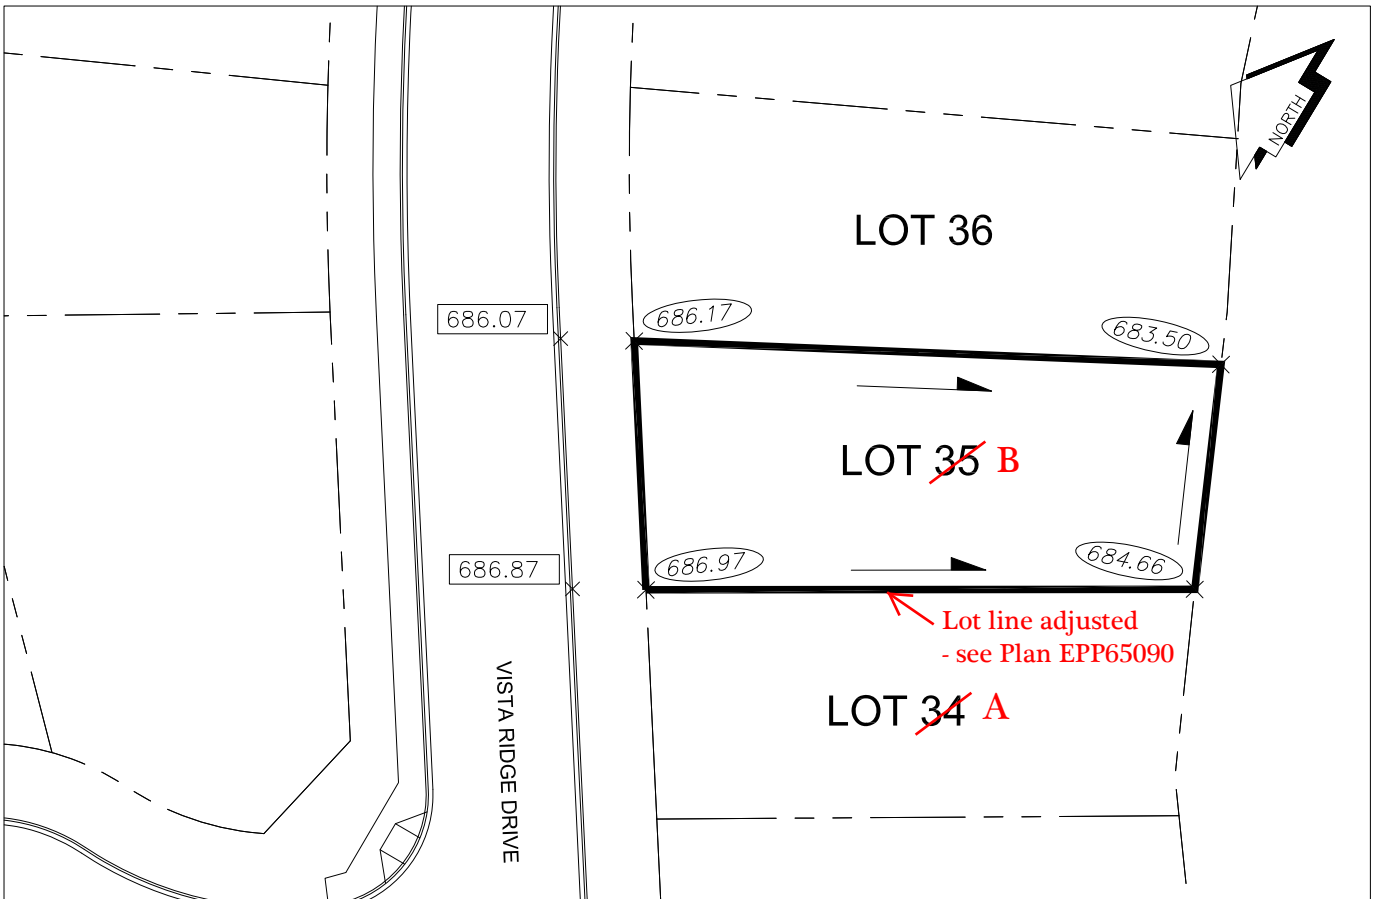 NORTH
LOT 36
686.07
686.17
683.50
LOT 35 B
686.87
686.97
684.66
Lot line adjusted
- see Plan EPP65090
LOT 34 A
VISTA RIDGE DRIVE